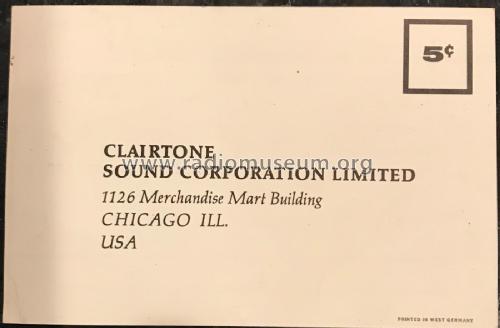 5¢
CLAIRTONE
www.radiomuseum.org
SOUND CORPORATION LIMITED
1126 Merchandise Mart Building
CHICAGO ILL.
USA
PRINTED IN WEST GERMANY